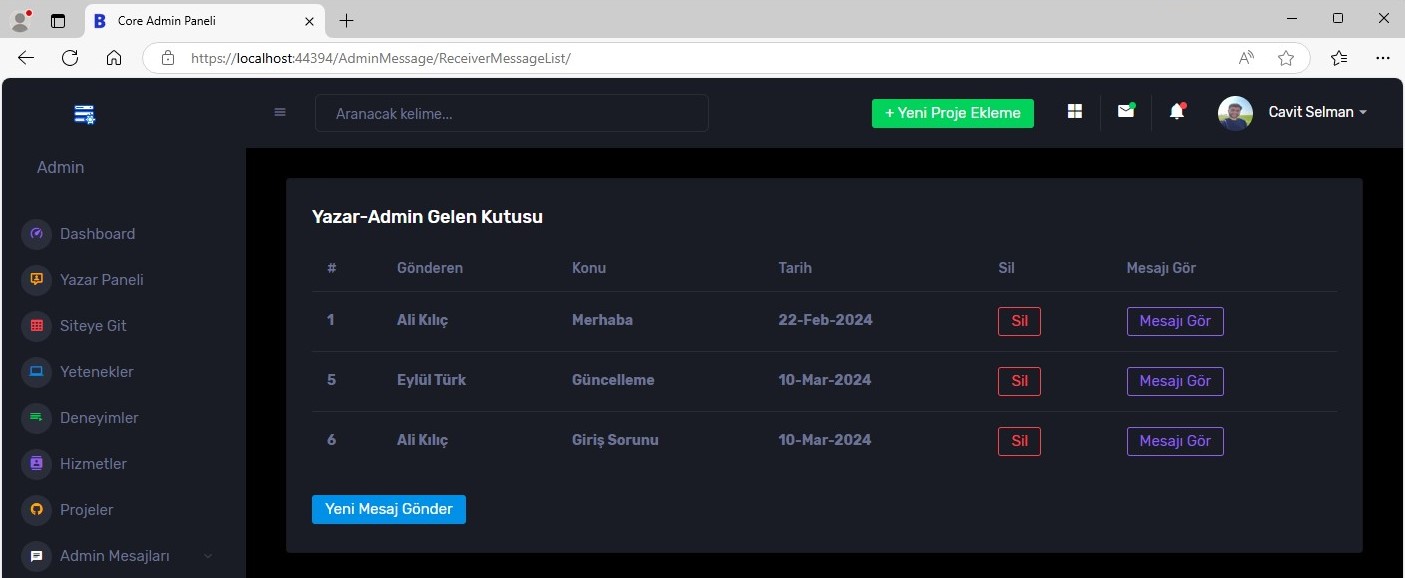 Core Admin Paneli
https://localhost:44394/AdminMessage/ReceiverMessageList/
Aranacak kelime...
+ Yeni Proje Ekleme
Cavit Selman
Admin
Dashboard
Yazar Paneli
Siteye Git
Yetenekler
Deneyimler
Hizmetler
Projeler
Admin Mesajları
Yazar-Admin Gelen Kutusu
# Gönderen Konu Tarih Sil Mesajı Gör
1 Ali Kılıç Merhaba 22-Feb-2024 Sil Mesajı Gör
5 Eylül Türk Güncelleme 10-Mar-2024 Sil Mesajı Gör
6 Ali Kılıç Giriş Sorunu 10-Mar-2024 Sil Mesajı Gör
Yeni Mesaj Gönder